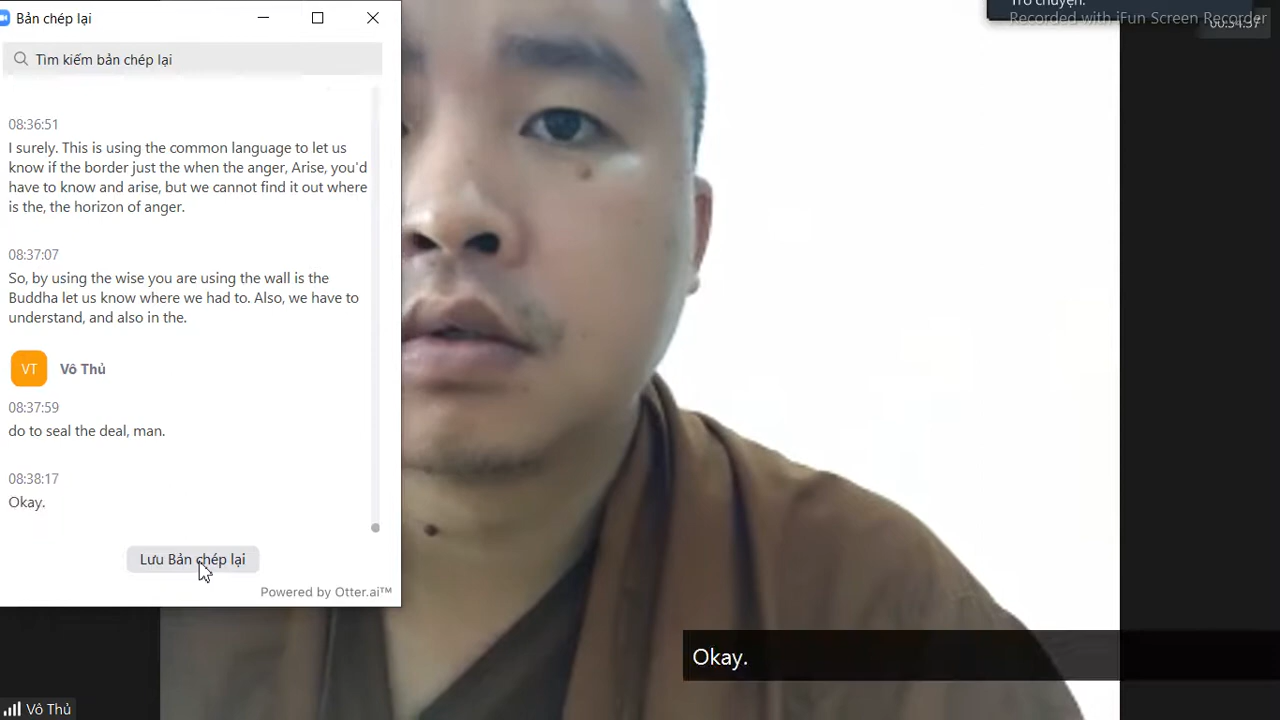 Bản chép lại
Tìm kiếm bản chép lại
08:36:51
I surely. This is using the common language to let us
know if the border just the when the anger, Arise, you'd
have to know and arise, but we cannot find it out where
is the, the horizon of anger.
08:37:07
So, by using the wise you are using the wall is the
Buddha let us know where we had to. Also, we have to
understand, and also in the.
VT
Vô Thủ
08:37:59
do to seal the deal, man.
08:38:17
Okay.
Lưu Bản chép lại
Powered by Otter.ai™
Trò chuyện.
Recorded with iFun Screen Recorder
00:34:37
Okay.
Vô Thủ